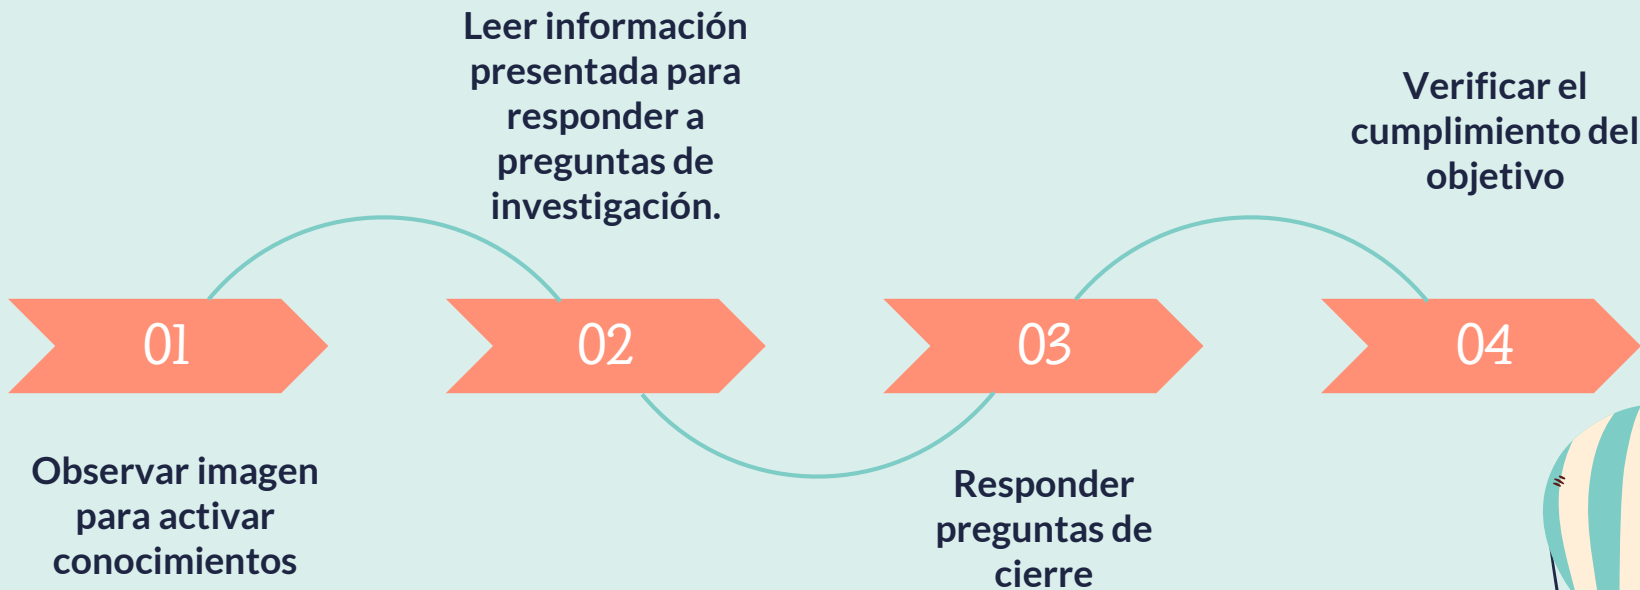 01
Observar imagen
para activar
conocimientos
Leer información
presentada para
responder a
preguntas de
investigación.
02
03
Responder
preguntas de
cierre
Verificar el
cumplimiento del
objetivo
04